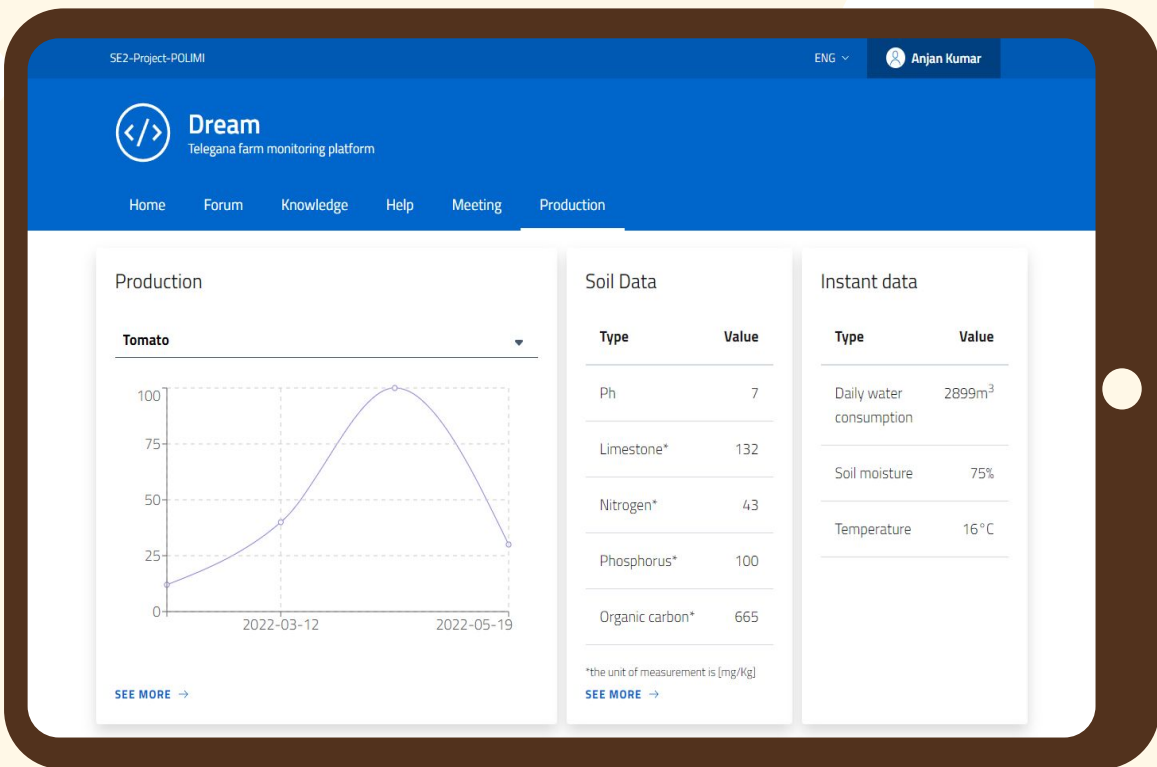 SE2-Project-POLIMI
ENG
Anjan Kumar
</>
Dream
Telegana farm monitoring platform
Home Forum Knowledge Help Meeting Production
Production
Tomato
100
75
50
25
0
2022-03-12 2022-05-19
SEE MORE →
Soil Data
Type Value
Ph 7
Limestone* 132
Nitrogen* 43
Phosphorus* 100
Organic carbon* 665
*the unit of measurement is [mg/Kg]
SEE MORE →
Instant data
Type Value
Daily water 2899m³
consumption
Soil moisture 75%
Temperature 16°C